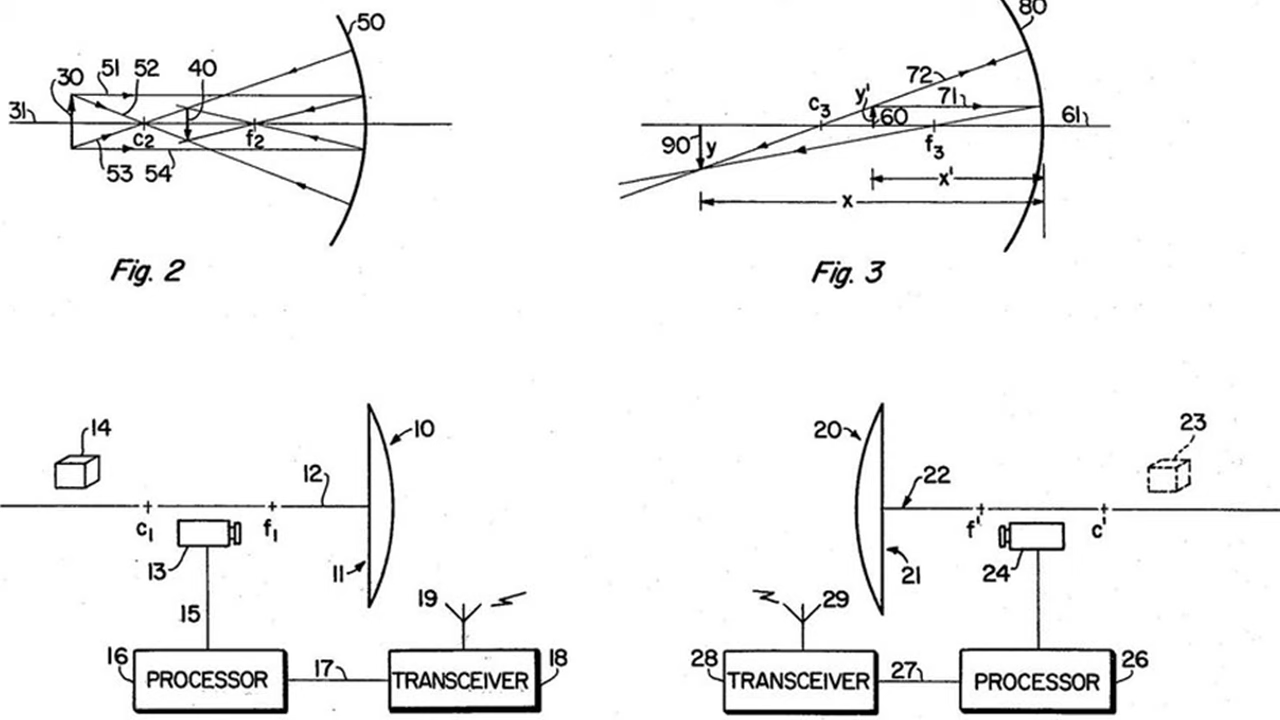 50
80
30 51 52 40
31
c2 f2
53 54
72
71
y'
c3
60
61
90 y
f3
x'
x
Fig. 2
Fig. 3
14
10
12
c1 f1
13
11
15
19
16 PROCESSOR 17 TRANSCEIVER 18
20
23
22
f' c'
24
21
29
28 TRANSCEIVER 27 PROCESSOR 26